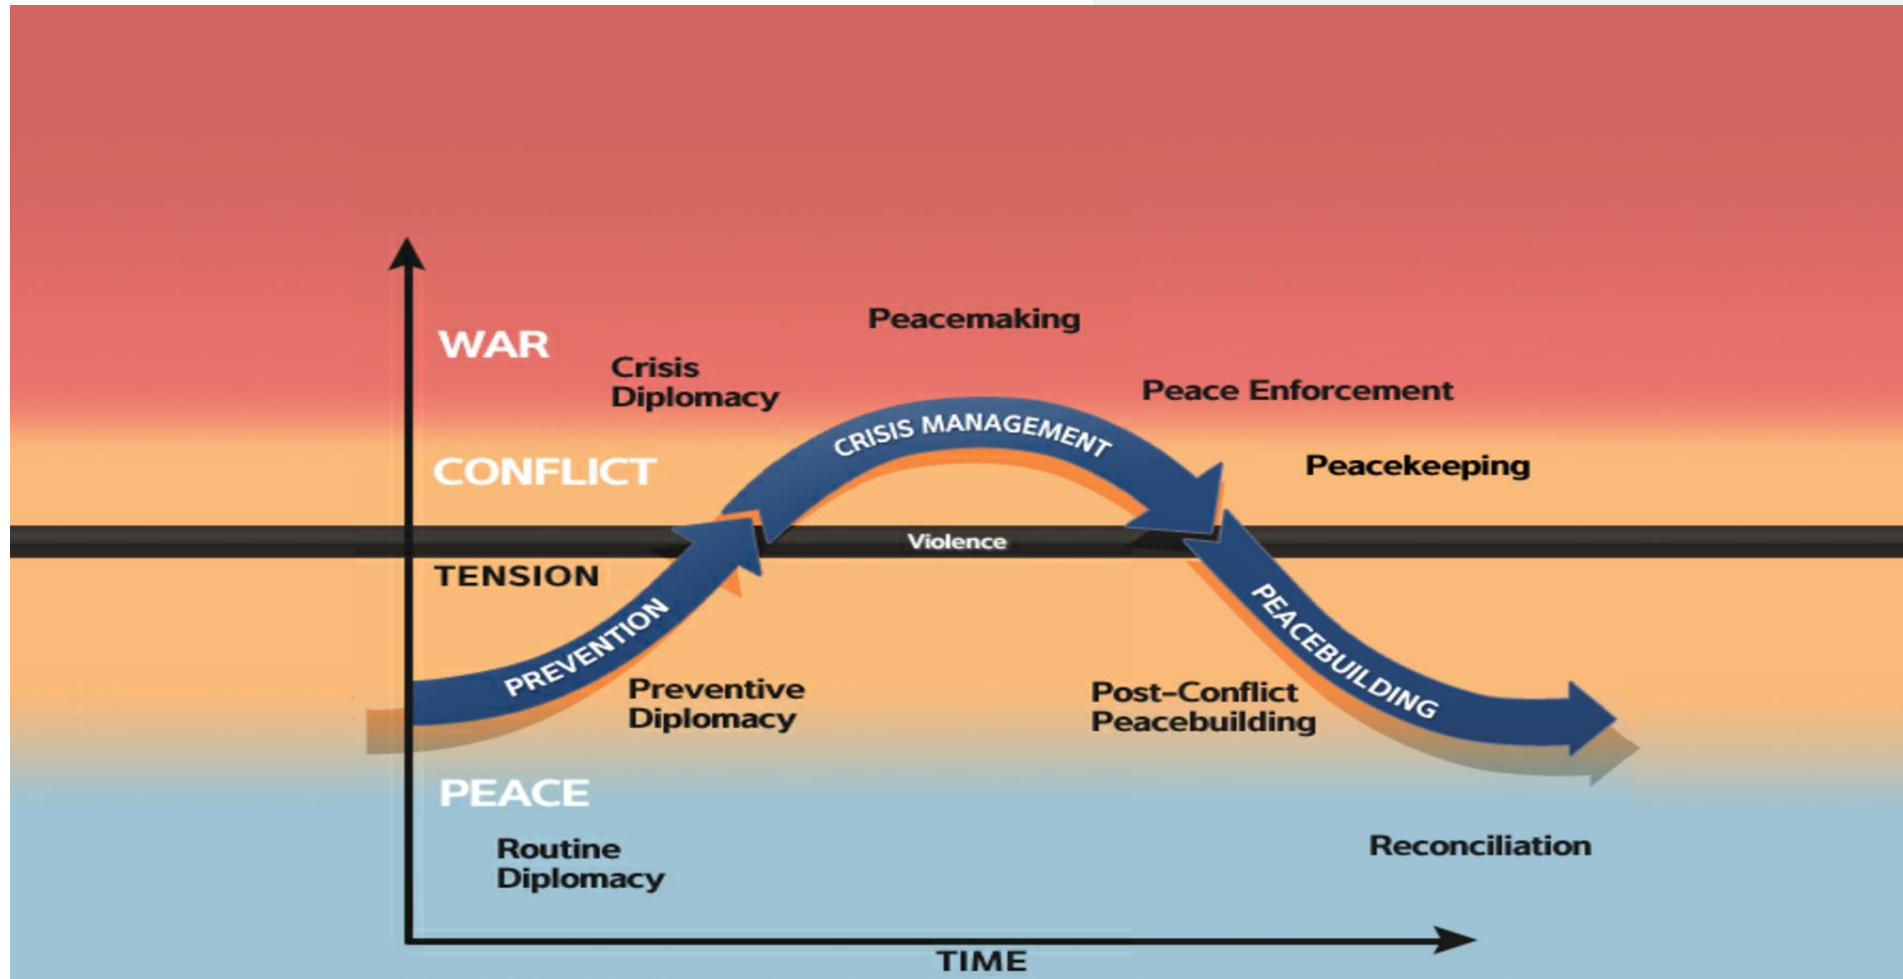 Peacemaking
WAR
Crisis
Diplomacy
Peace Enforcement
CRISIS MANAGEMENT
CONFLICT
Peacekeeping
Violence
TENSION
PREVENTION
PEACEBUILDING
Preventive
Diplomacy
Post-Conflict
Peacebuilding
PEACE
Routine
Diplomacy
Reconciliation
TIME